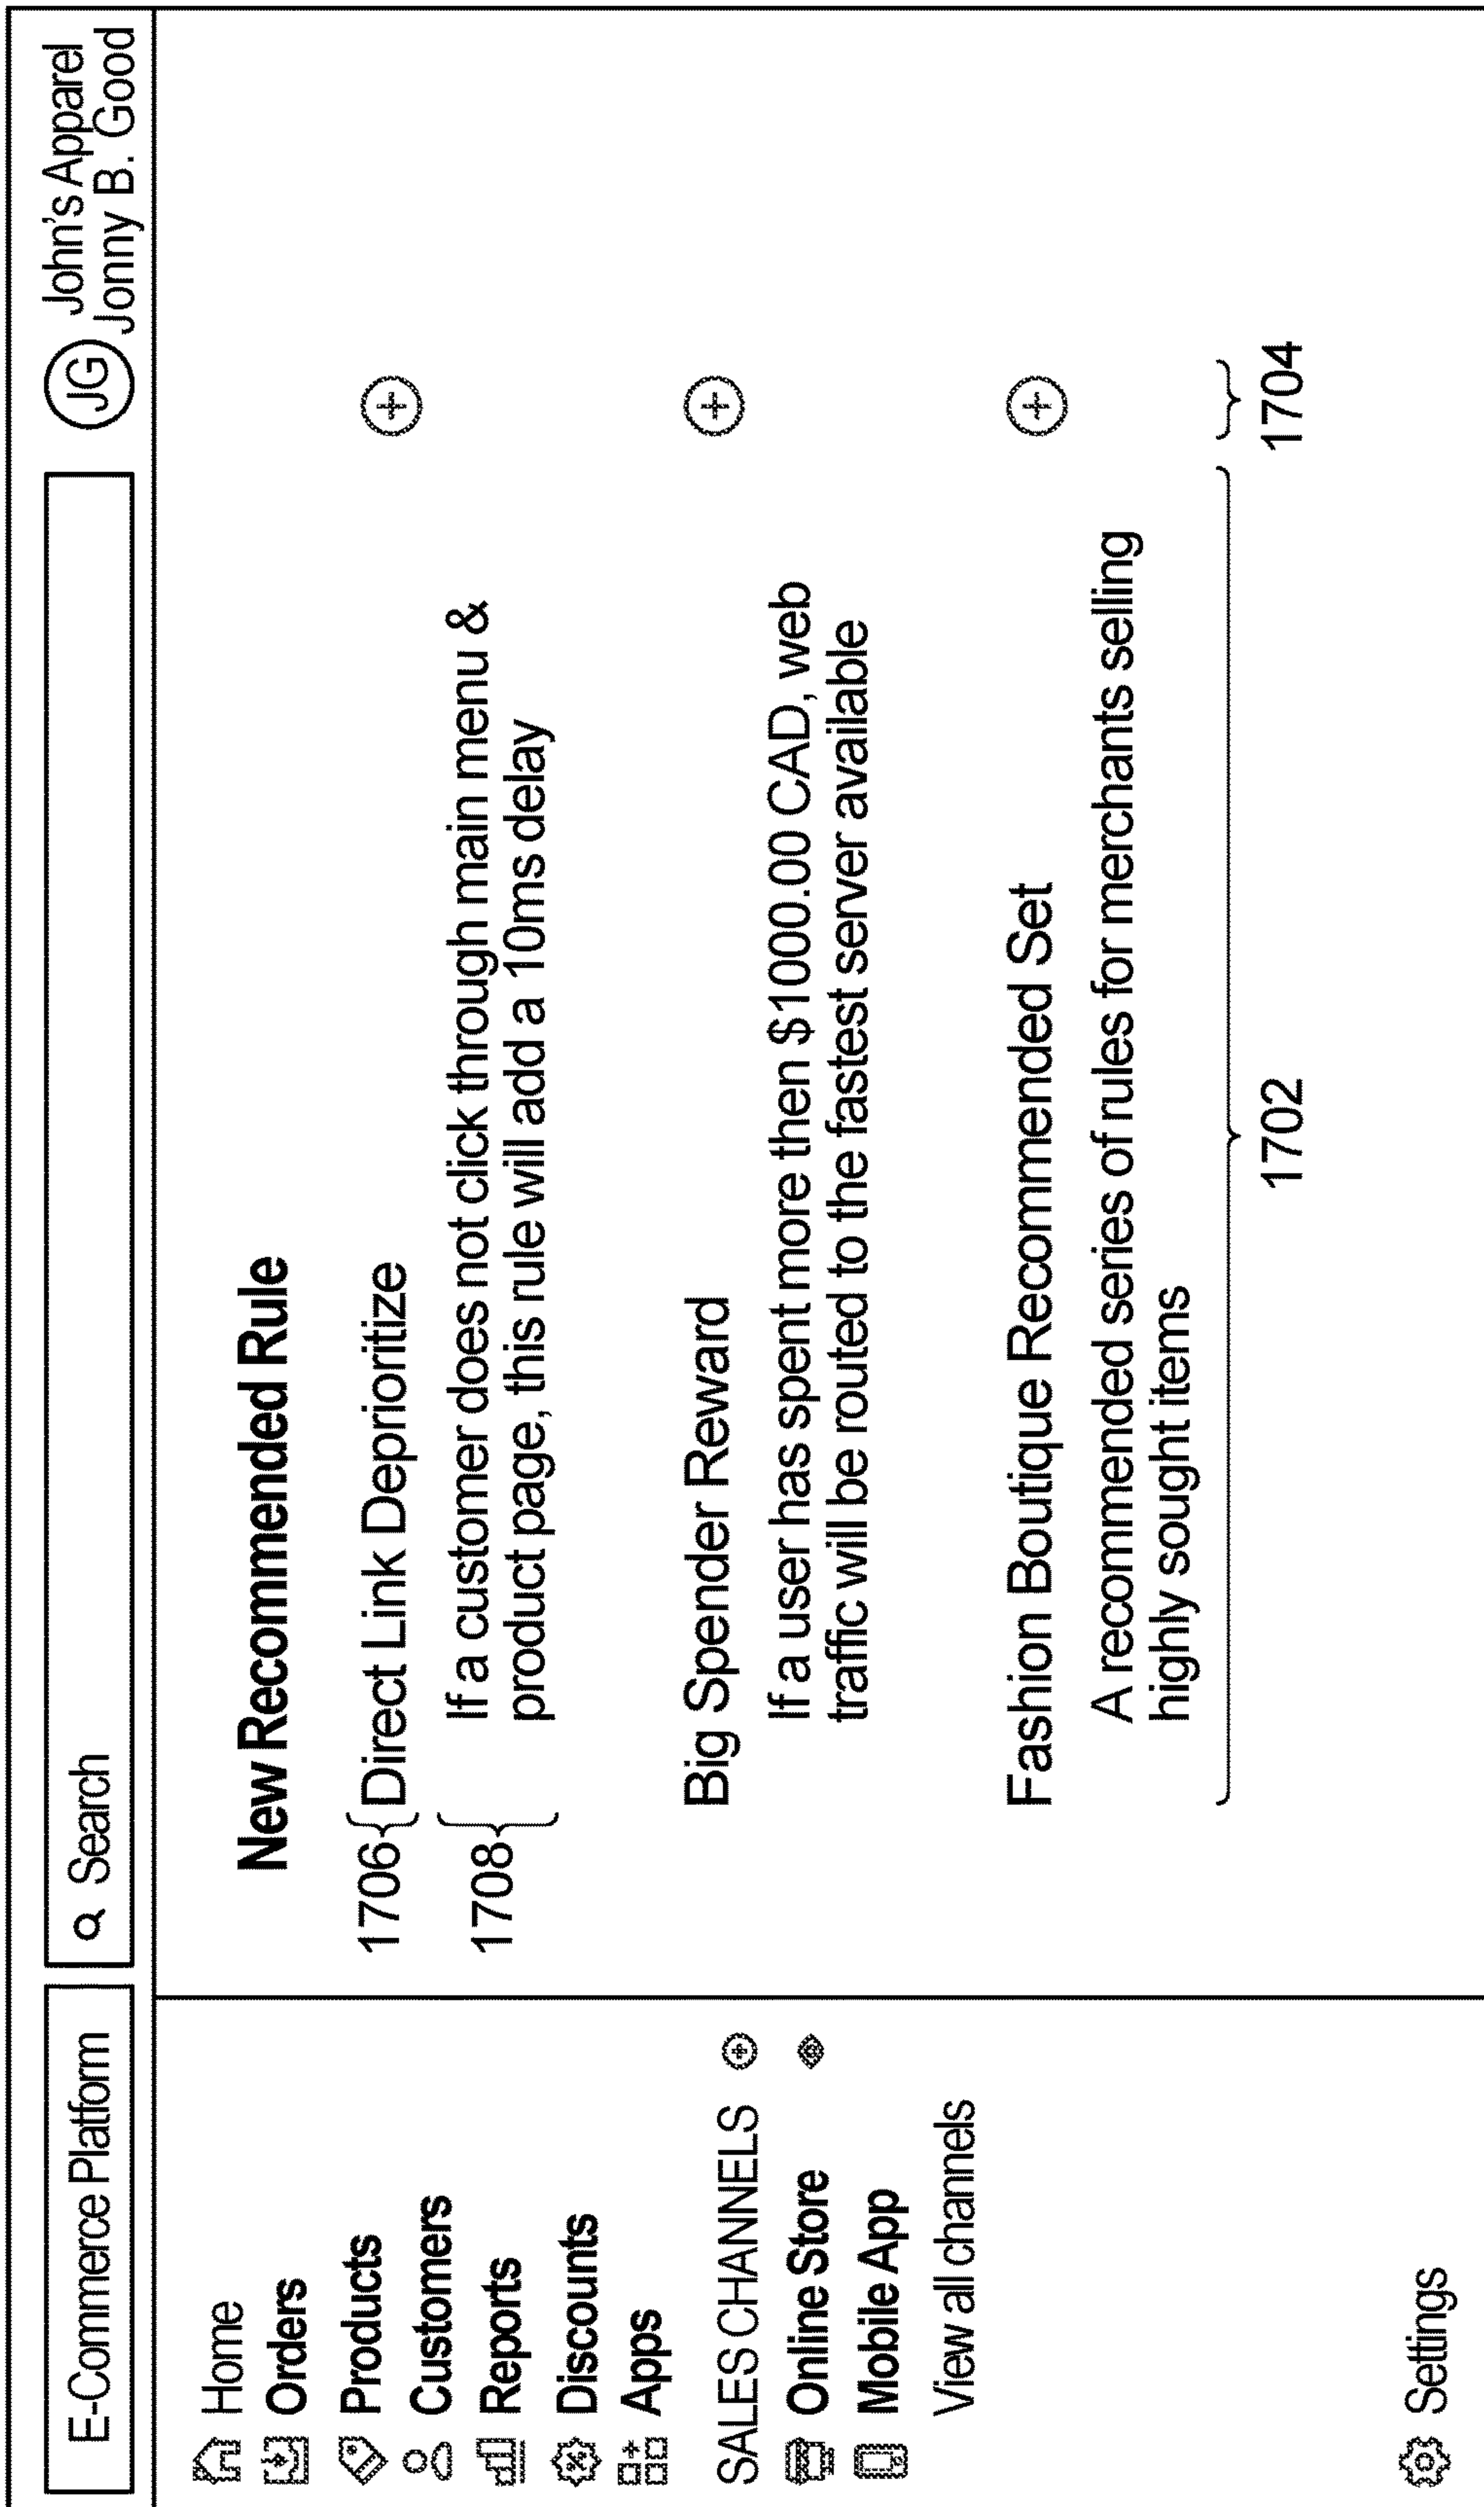 E-Commerce Platform
Search
JG
John's Apparel
Jonny B. Good
Home
Orders
Products
Customers
Reports
Discounts
Apps
SALES CHANNELS
Online Store
Mobile App
View all channels
Settings
New Recommended Rule
1706
Direct Link Deprioritize
1708
If a customer does not click through main menu &
product page, this rule will add a 10ms delay
Big Spender Reward
If a user has spent more then $1000.00 CAD, web
traffic will be routed to the fastest server available
Fashion Boutique Recommended Set
A recommended series of rules for merchants selling
highly sought items
1702
1704